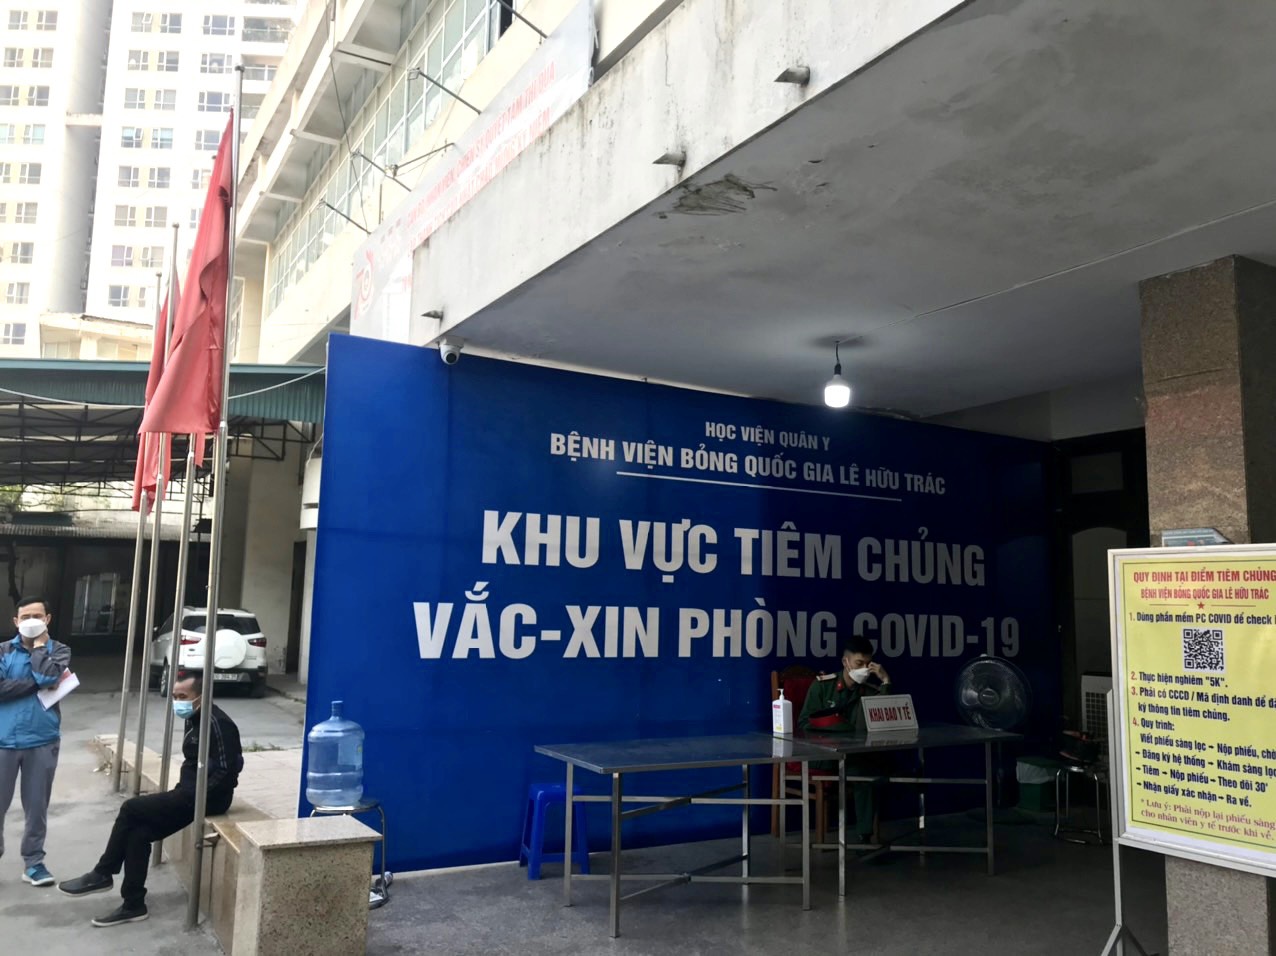 HỌC VIỆN QUÂN Y
BỆNH VIỆN BỎNG QUỐC GIA LÊ HỮU TRÁC
KHU VỰC TIÊM CHỦNG
VẮC-XIN PHÒNG COVID-19
KHAI BÁO Y TẾ
QUY ĐỊNH TẠI ĐIỂM TIÊM CHỦNG
BỆNH VIỆN BỎNG QUỐC GIA LÊ HỮU TRÁC
1. Dùng phần mềm PC COVID để check
2. Thực hiện nghiêm "5K".
3. Phải có CCCD / Mã định danh để
ký thông tin tiêm chủng.
4. Quy trình:
Viết phiếu sàng lọc - Nộp phiếu,
- Đăng ký hệ thống - Khám sàng lọc
- Tiêm - Nộp phiếu - Theo dõi 30'
- Nhận giấy xác nhận - Ra về.
* Lưu ý: Phải nộp lại phiếu sàng
cho nhân viên y tế trước khi về.